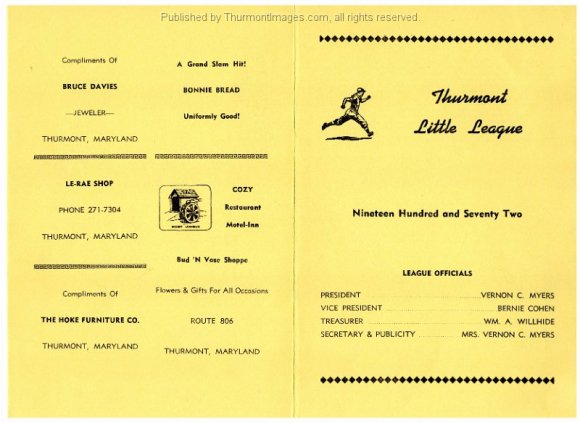 Published by ThurmontImages.com, all rights reserved.
Compliments Of
BRUCE DAVIES
—JEWELER—
THURMONT, MARYLAND
LE-RAE SHOP
PHONE 271-7304
THURMONT, MARYLAND
Compliments Of
THE HOKE FURNITURE CO.
THURMONT, MARYLAND
A Grand Slam Hit!
BONNIE BREAD
Uniformly Good!
COZY
Restaurant
Motel-Inn
Bud 'N Vase Shoppe
Flowers & Gifts For All Occasions
ROUTE 806
THURMONT, MARYLAND
Thurmont
Little League
Nineteen Hundred and Seventy Two
LEAGUE OFFICIALS
PRESIDENT VERNON C. MYERS
VICE PRESIDENT BERNIE COHEN
TREASURER WM. A. WILLHIDE
SECRETARY & PUBLICITY MRS. VERNON C. MYERS